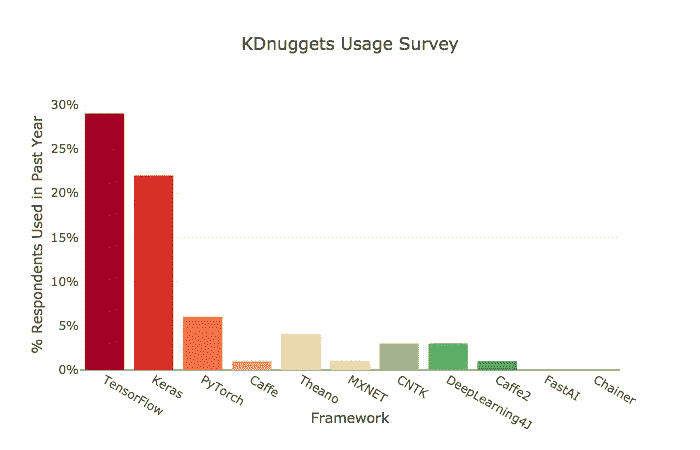 KDnuggets Usage Survey
% Respondents Used in Past Year
30%
25%
20%
15%
10%
5%
0%
TensorFlow
Keras
PyTorch
Caffe
Theano
MXNET
CNTK
DeepLearning4J
Caffe2
FastAI
Chainer
Framework